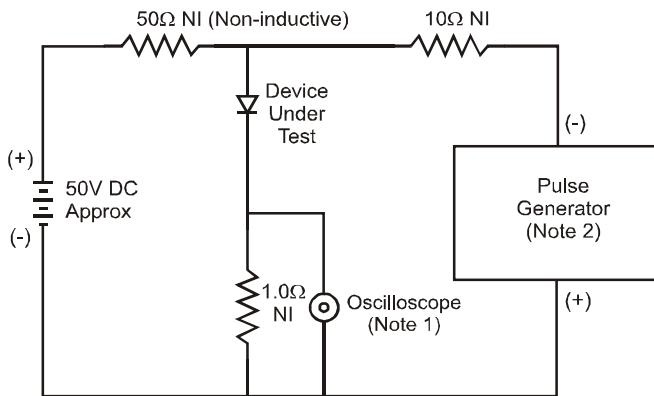 50Ω NI (Non-inductive)
10Ω NI
Device
Under
Test
(-)
(+)
50V DC
Approx
(-)
Pulse
Generator
(Note 2)
1.0Ω
NI
Oscilloscope
(Note 1)
(+)